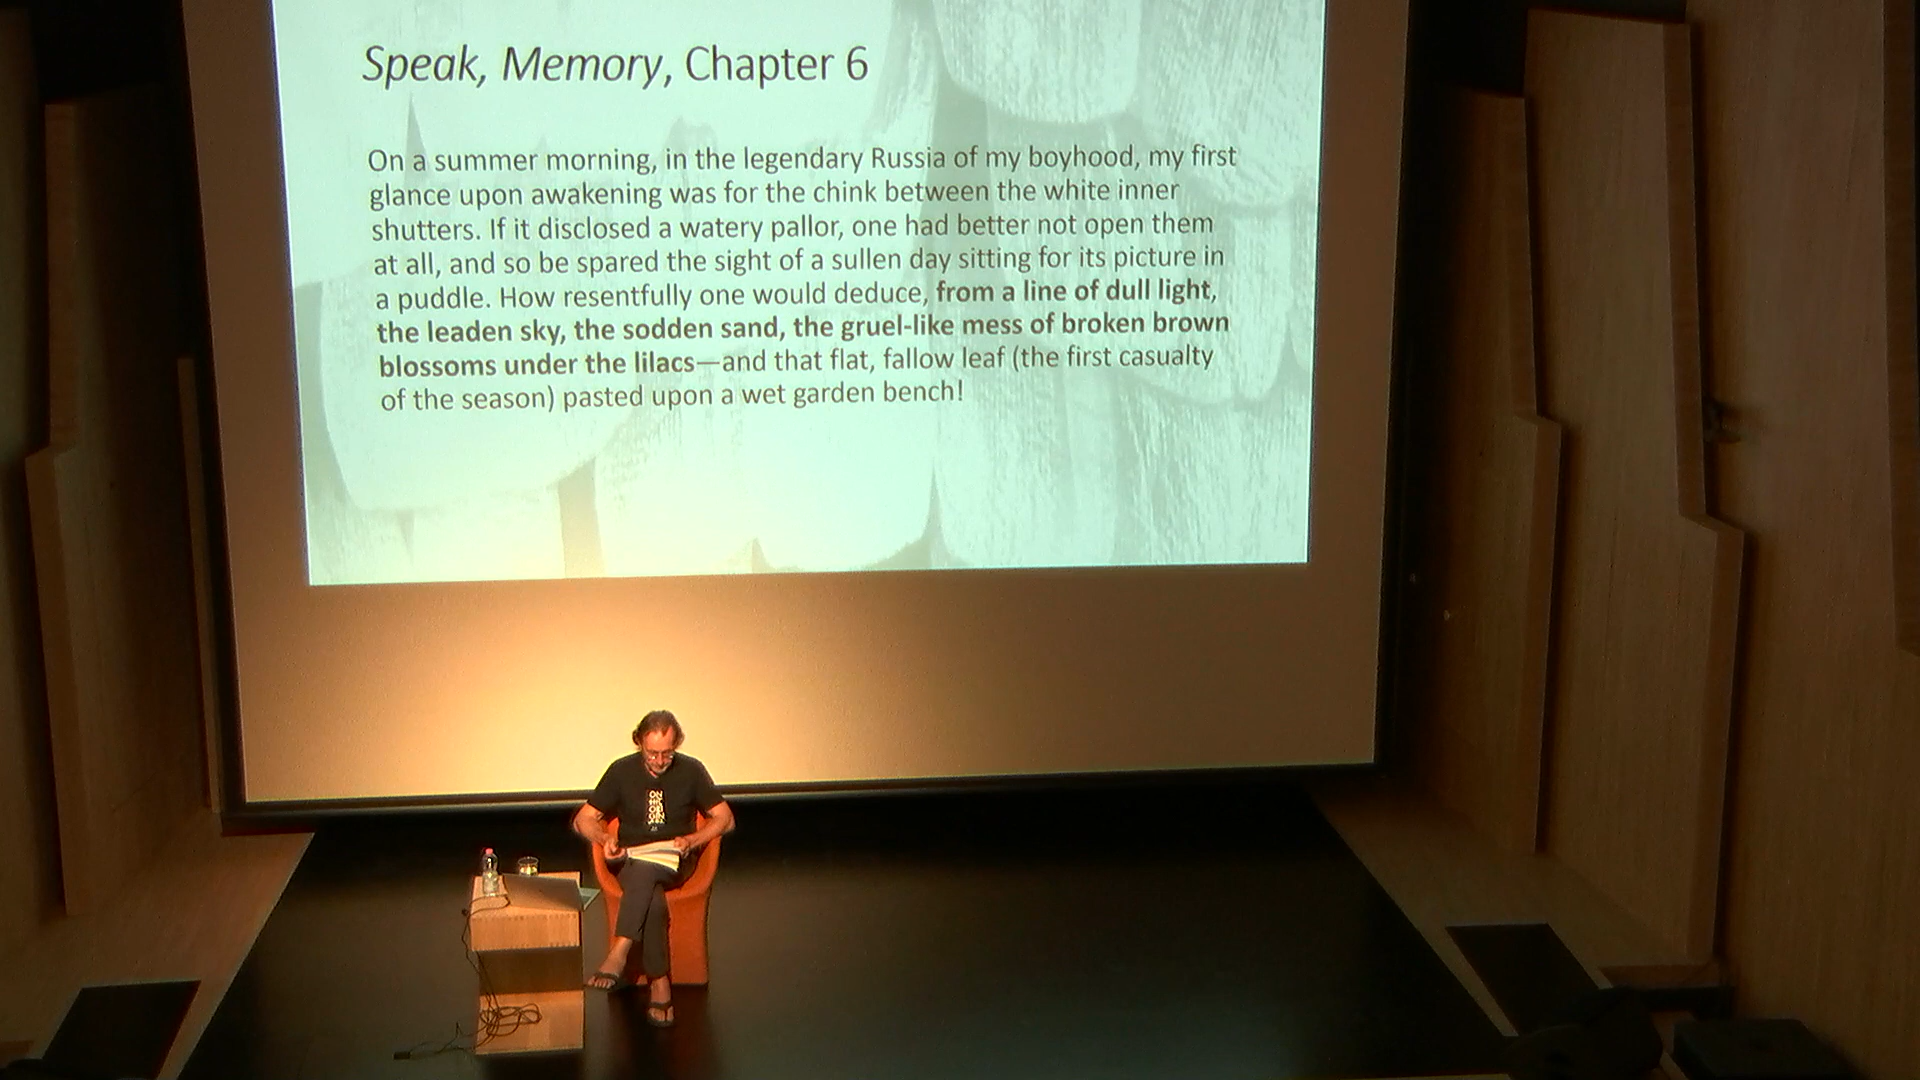 Speak, Memory, Chapter 6
On a summer morning, in the legendary Russia of my boyhood, my first
glance upon awakening was for the chink between the white inner
shutters. If it disclosed a watery pallor, one had better not open them
at all, and so be spared the sight of a sullen day sitting for its picture in
a puddle. How resentfully one would deduce, from a line of dull light,
the leaden sky, the sodden sand, the gruel-like mess of broken brown
blossoms under the lilacs—and that flat, fallow leaf (the first casualty
of the season) pasted upon a wet garden bench!
ON